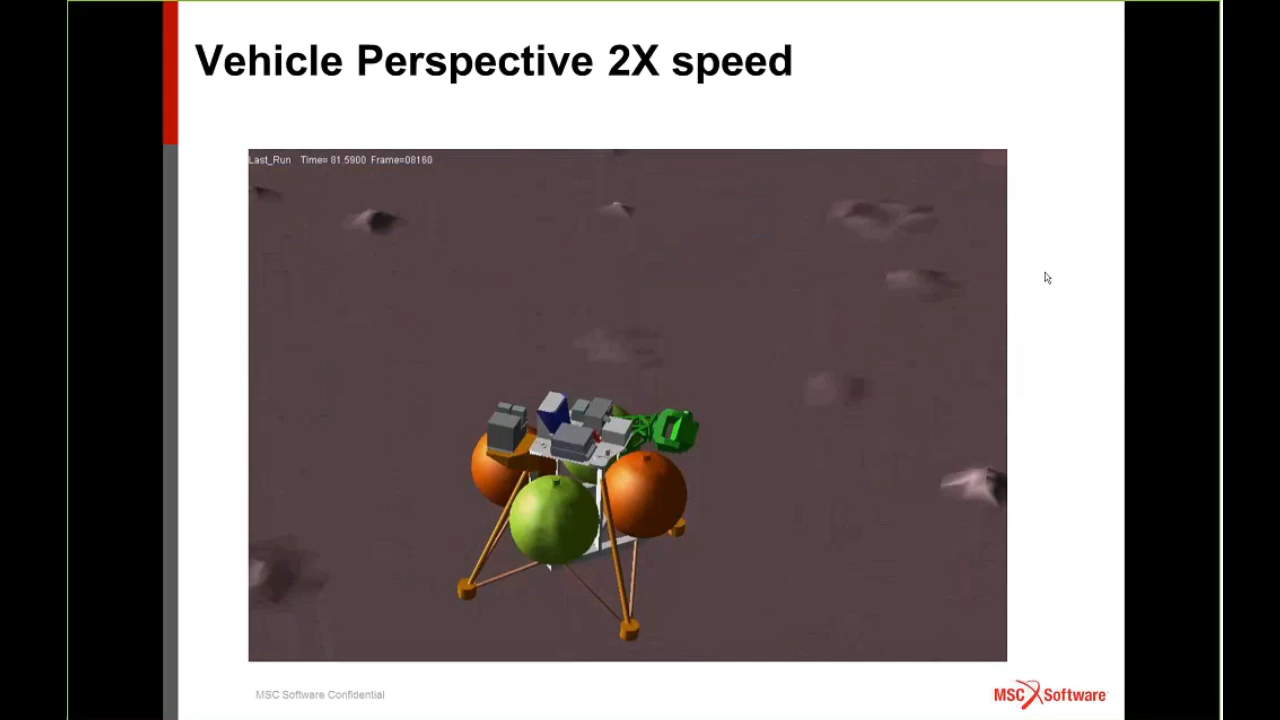 Vehicle Perspective 2X speed
Last_Run Time= 81.5900 Frame=08160
MSC Software Confidential
MSC Software